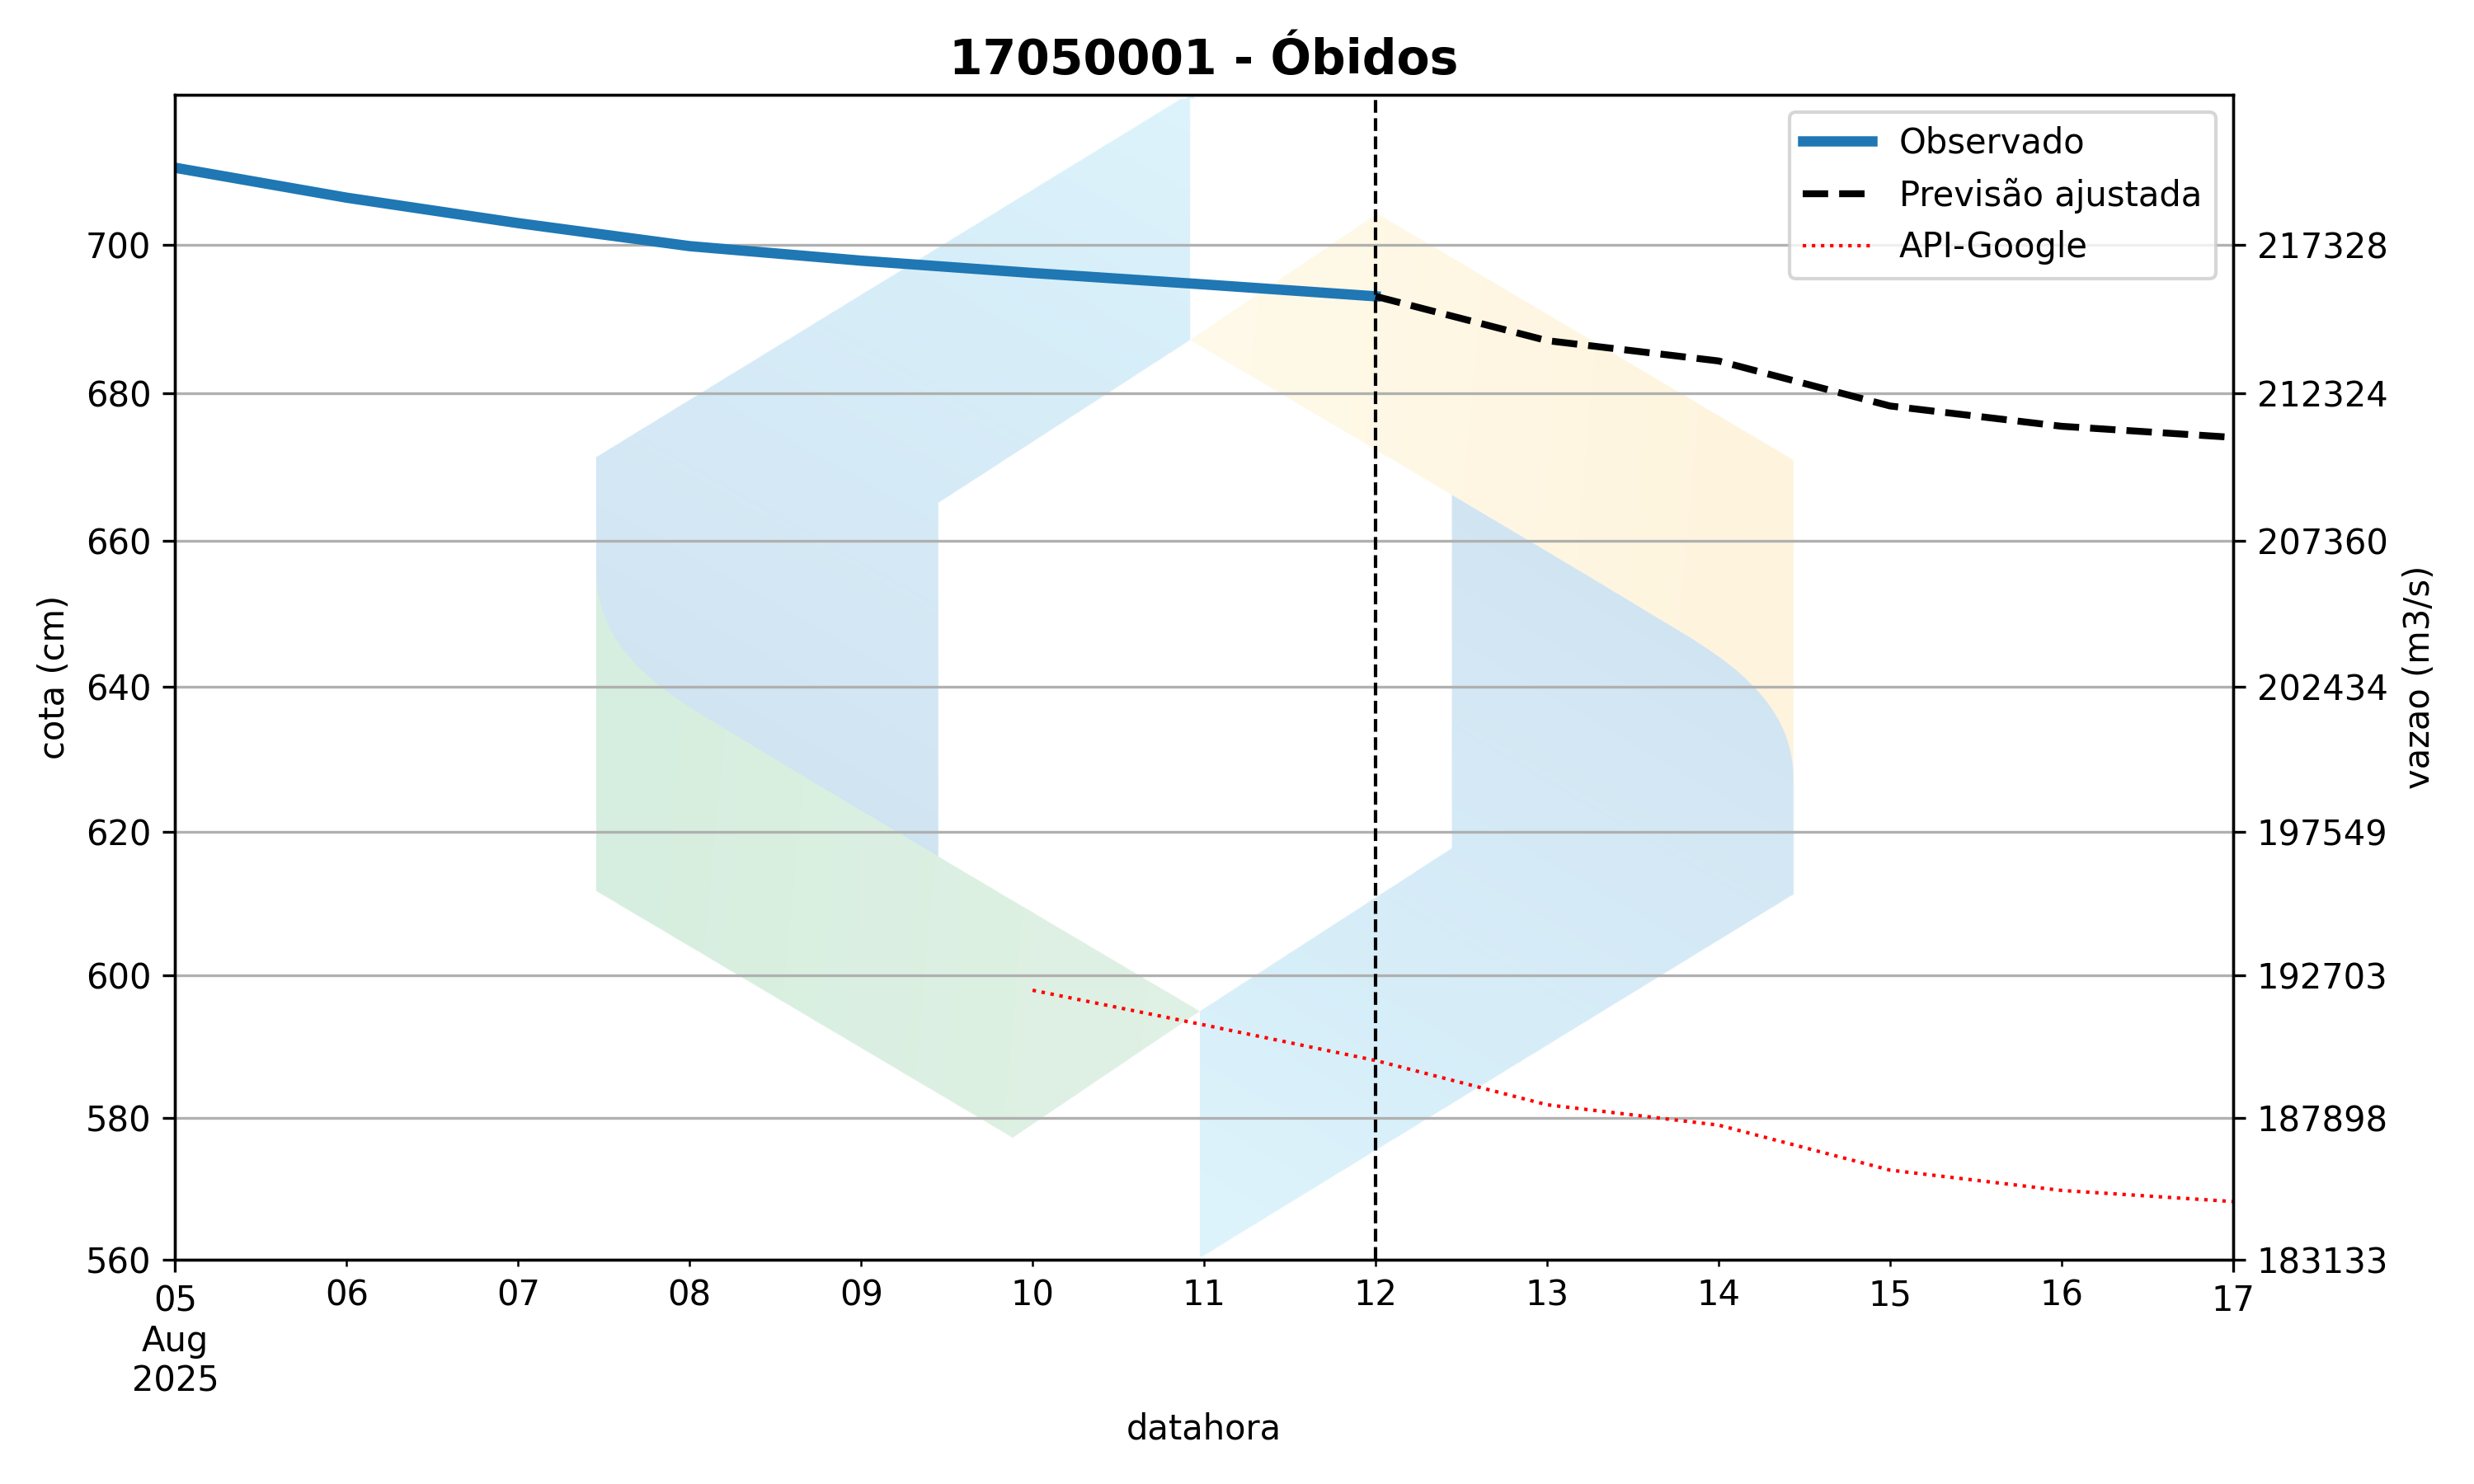 17050001 - Óbidos
Observado
Previsão ajustada
API-Google
700
680
660
640
620
600
580
560
217328
212324
207360
202434
197549
192703
187898
183133
cota (cm)
vazao (m3/s)
05 06 07 08 09 10 11 12 13 14 15 16 17
Aug
2025
datahora